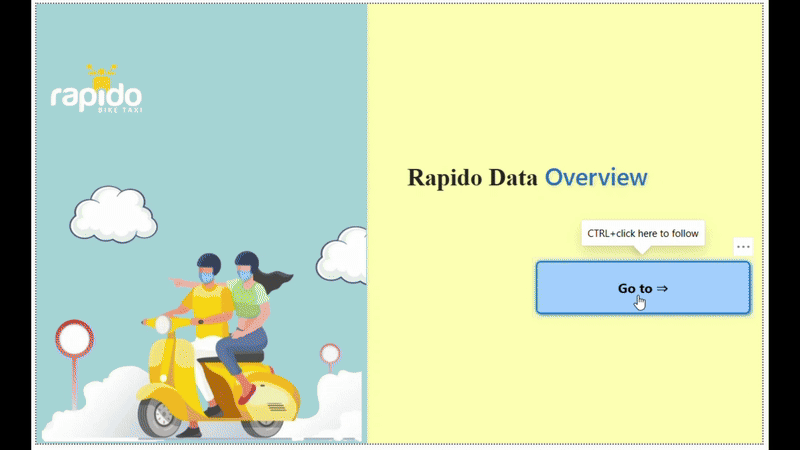 rapido
BIKE TAXI
Rapido Data Overview
CTRL+click here to follow
...
Go to ⇒